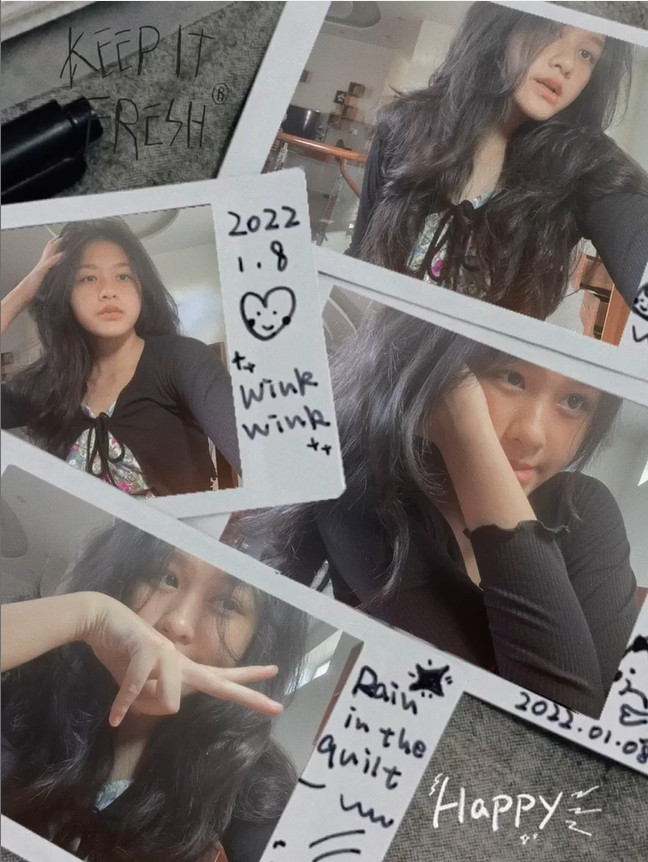 KEEP IT
FRESH®
2022
1.8
Wink
wink
Rain
in the
quilt
2022.01.08
Happy